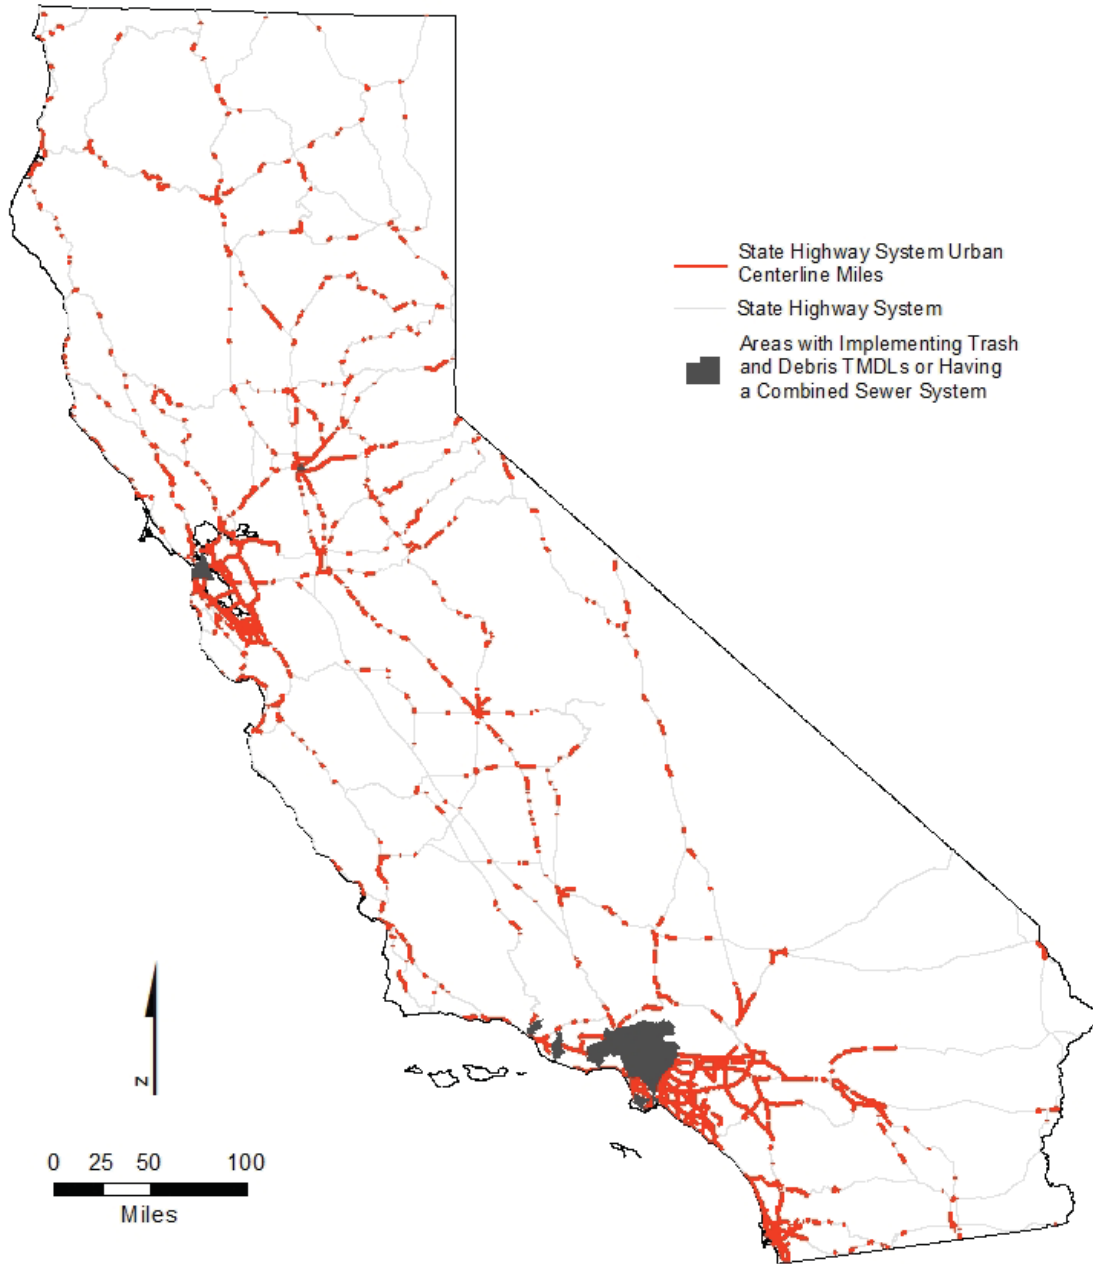 State Highway System Urban
Centerline Miles
State Highway System
Areas with Implementing Trash
and Debris TMDLs or Having
a Combined Sewer System
N
0 25 50 100
Miles